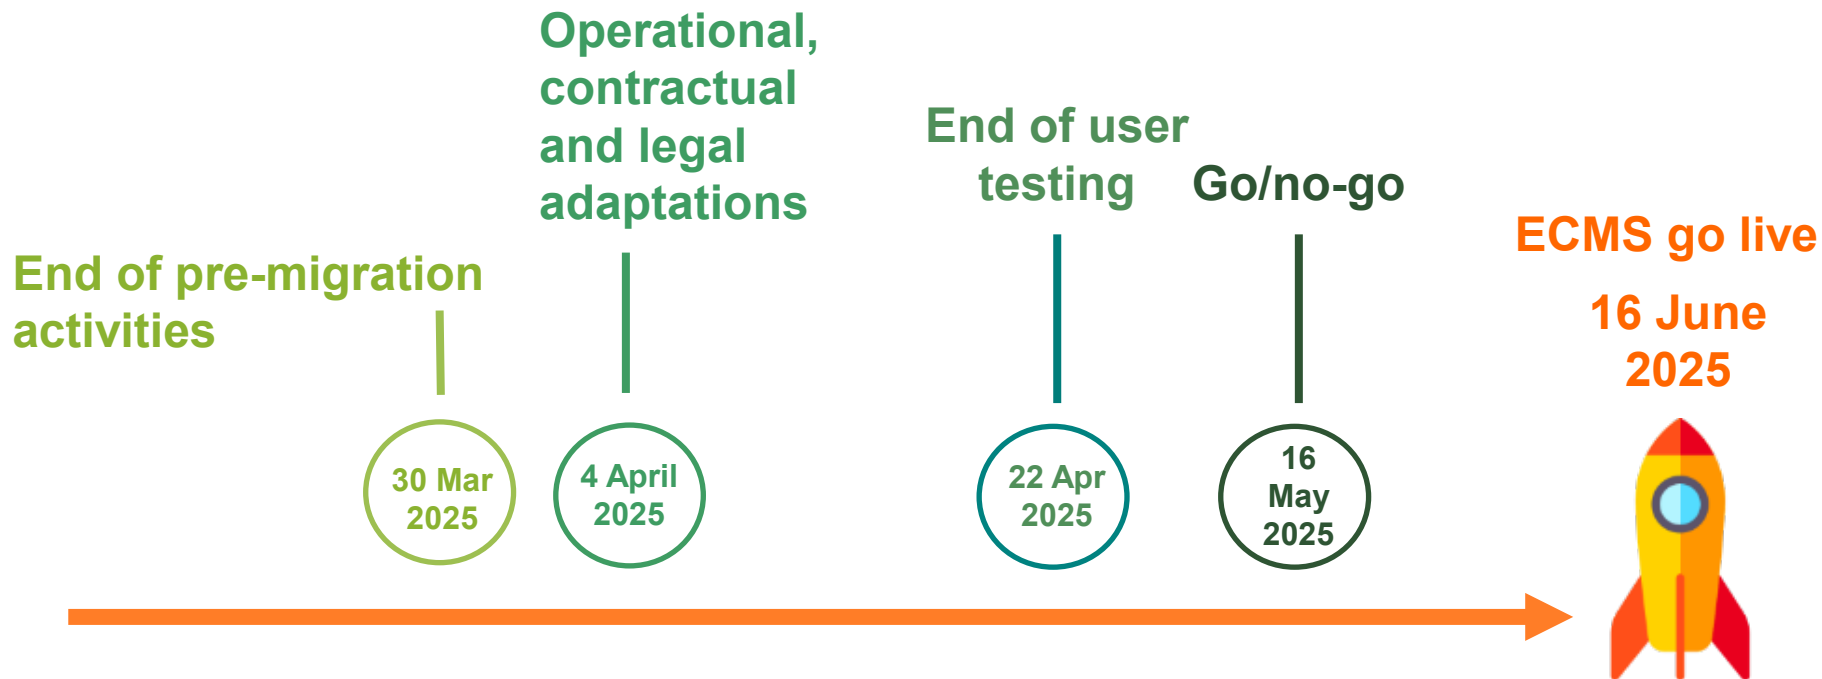 End of pre-migration
activities
30 Mar
2025
Operational,
contractual
and legal
adaptations
4 April
2025
End of user
testing
22 Apr
2025
Go/no-go
16
May
2025
ECMS go live
16 June
2025